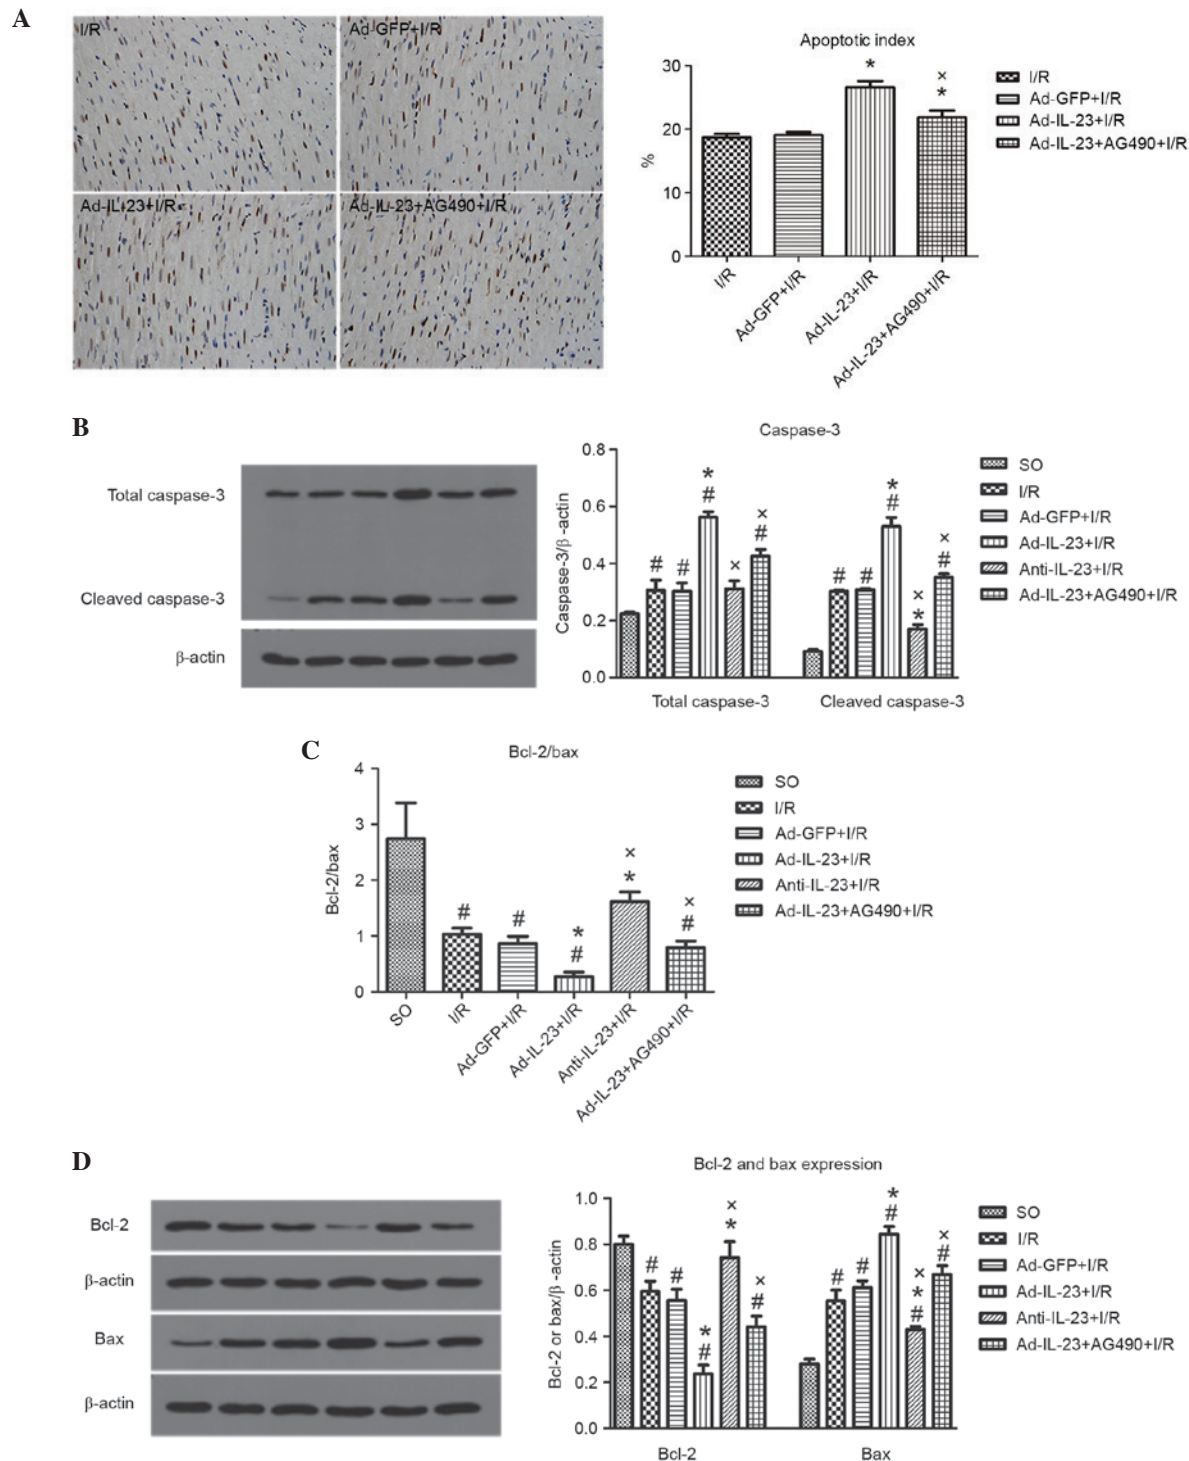 A
I/R
Ad-GFP+I/R
Ad-IL-23+I/R
Ad-IL-23+AG490+I/R
Apoptotic index
30
20
10
0
%
*
×
*
I/R
Ad-GFP+I/R
Ad-IL-23+I/R
Ad-IL-23+AG490+I/R
I/R
Ad-GFP+I/R
Ad-IL-23+I/R
Ad-IL-23+AG490+I/R
B
Total caspase-3
Cleaved caspase-3
β-actin
Caspase-3
0.8
0.6
0.4
0.2
0.0
Caspase-3/β -actin
# # * # × × #
# # * # × * × #
Total caspase-3 Cleaved caspase-3
SO
I/R
Ad-GFP+I/R
Ad-IL-23+I/R
Anti-IL-23+I/R
Ad-IL-23+AG490+I/R
C
Bcl-2/bax
4
3
2
1
0
Bcl-2/bax
# # * # × * × #
SO
I/R
Ad-GFP+I/R
Ad-IL-23+I/R
Anti-IL-23+I/R
Ad-IL-23+AG490+I/R
SO
I/R
Ad-GFP+I/R
Ad-IL-23+I/R
Anti-IL-23+I/R
Ad-IL-23+AG490+I/R
D
Bcl-2
β-actin
Bax
β-actin
Bcl-2 and bax expression
1.0
0.8
0.6
0.4
0.2
0.0
Bcl-2 or bax/β -actin
# # * # × * × #
# # * # × * # × #
Bcl-2 Bax
SO
I/R
Ad-GFP+I/R
Ad-IL-23+I/R
Anti-IL-23+I/R
Ad-IL-23+AG490+I/R